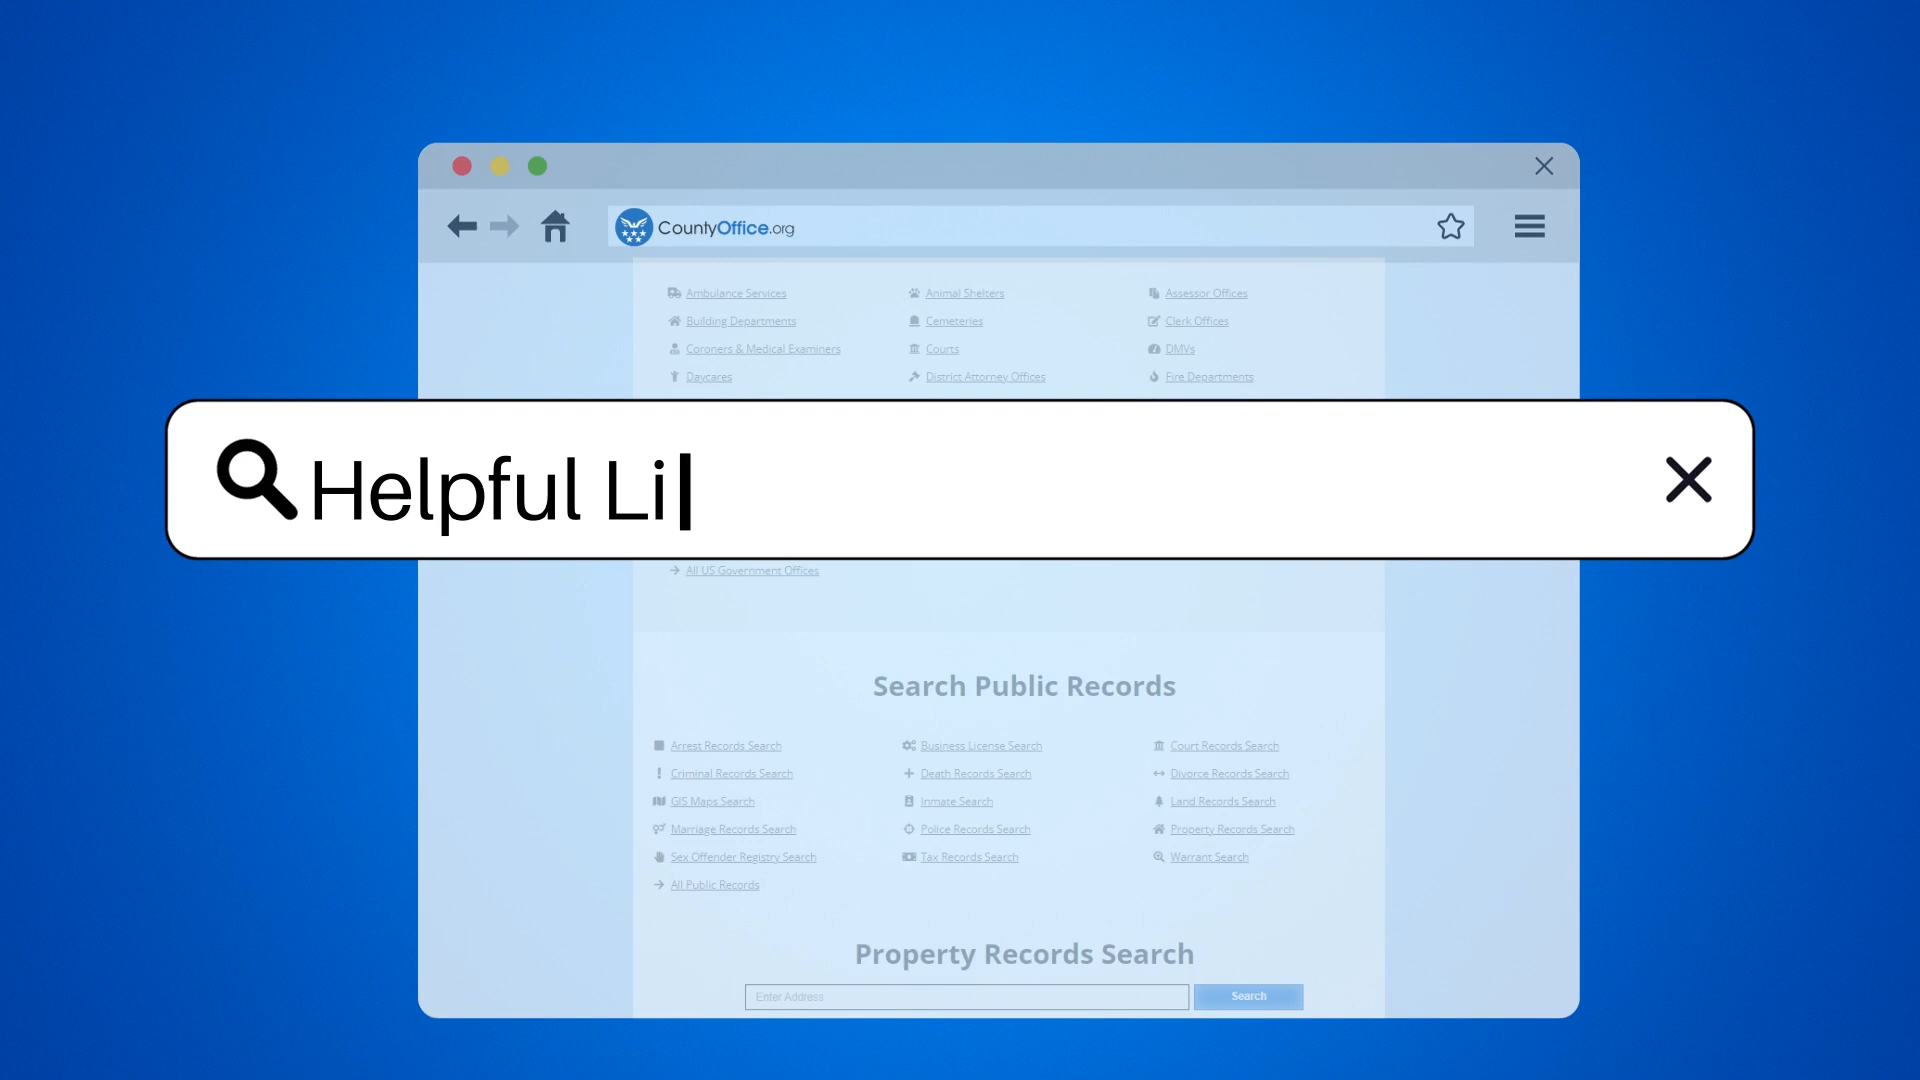 CountyOffice.org
Ambulance Services Animal Shelters Assessor Offices
Building Departments Cemeteries Clerk Offices
Coroners & Medical Examiners Courts DMVs
Daycares District Attorney Offices Fire Departments
Helpful Li
All US Government Offices
Search Public Records
Arrest Records Search Business License Search Court Records Search
Criminal Records Search Death Records Search Divorce Records Search
GIS Maps Search Inmate Search Land Records Search
Marriage Records Search Police Records Search Property Records Search
Sex Offender Registry Search Tax Records Search Warrant Search
All Public Records
Property Records Search
Enter Address Search